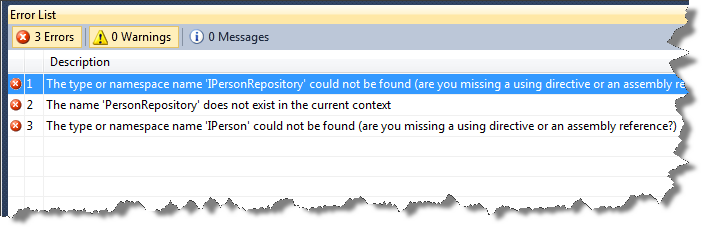 Error List
3 Errors 0 Warnings 0 Messages
Description
1 The type or namespace name 'IPersonRepository' could not be found (are you missing a using directive or an assembly re
2 The name 'PersonRepository' does not exist in the current context
3 The type or namespace name 'IPerson' could not be found (are you missing a using directive or an assembly reference?)